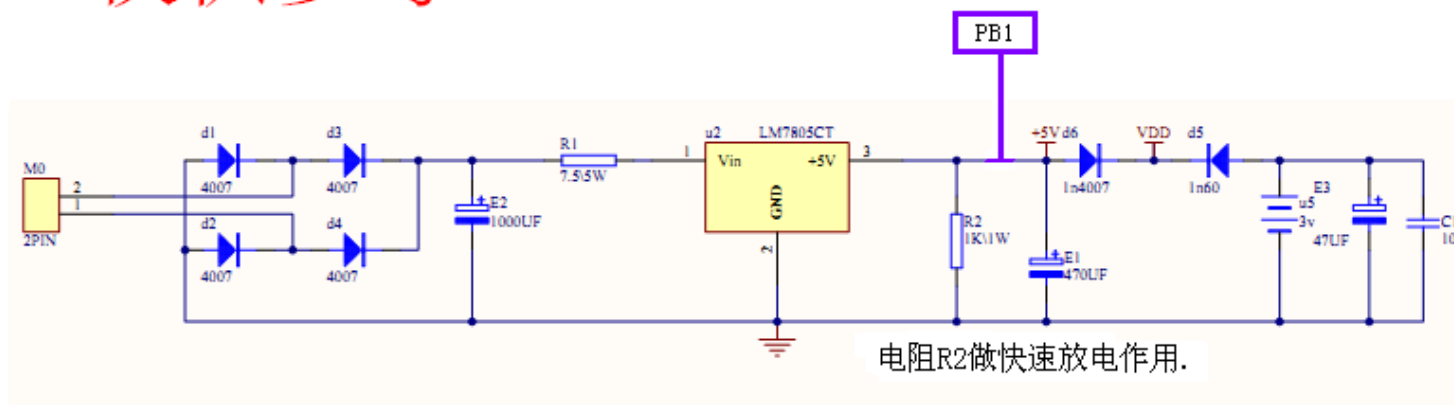 PB1
d1
d3
R1
u2
LM7805CT
+5V
d6
VDD
d5
M0
2
1
2PIN
4007
4007
7.5\5W
1
Vin
+5V
3
GND
2
1n4007
1n60
E2
1000UF
R2
1K\1W
E1
470UF
u5
3v
E3
47UF
d2
d4
4007
4007
电阻R2做快速放电作用.